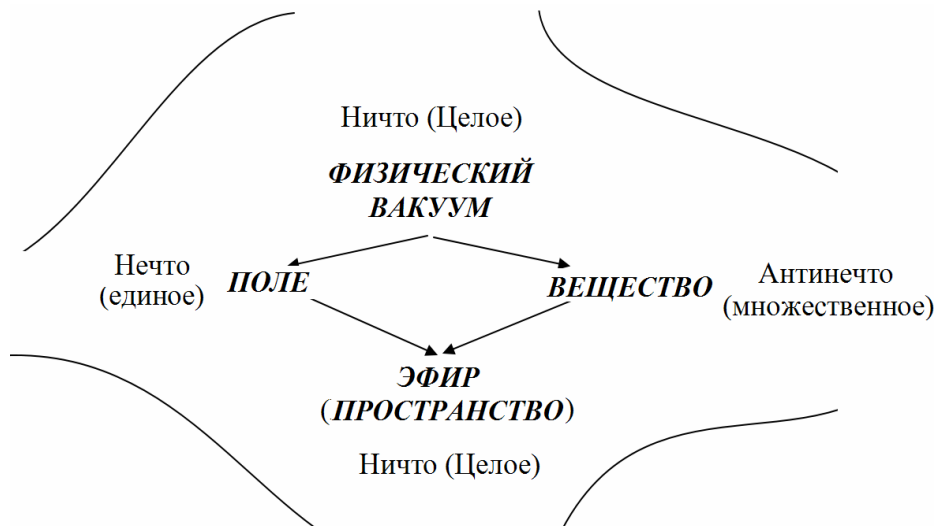 Ничто (Целое)
ФИЗИЧЕСКИЙ
ВАКУУМ
Нечто
(единое)
ПОЛЕ
ВЕЩЕСТВО
Антинечто
(множественное)
ЭФИР
(ПРОСТРАНСТВО)
Ничто (Целое)